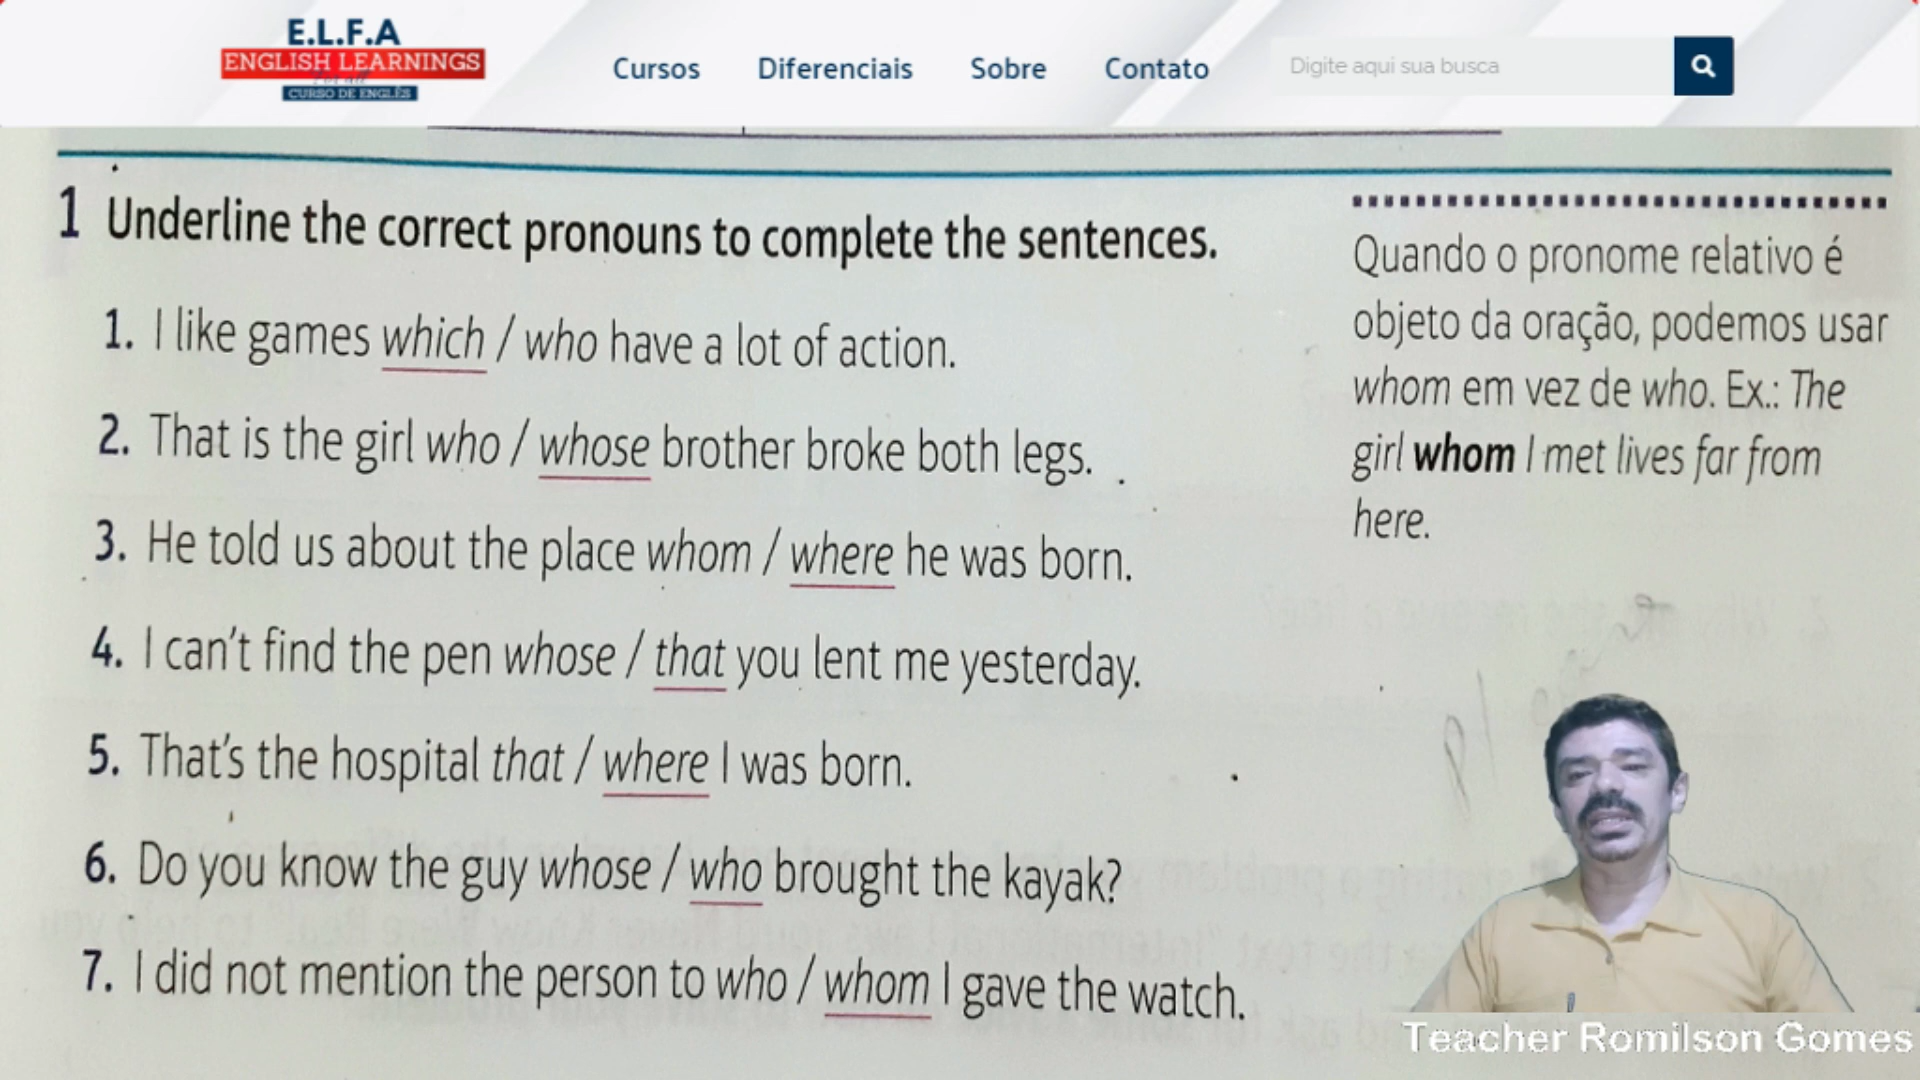 E.L.F.A
ENGLISH LEARNINGS
For all
CURSO DE ENGLÊS
Cursos Diferenciais Sobre Contato
Digite aqui sua busca
1 Underline the correct pronouns to complete the sentences.
1. I like games which / who have a lot of action.
2. That is the girl who / whose brother broke both legs.
3. He told us about the place whom / where he was born.
4. I can't find the pen whose / that you lent me yesterday.
5. That's the hospital that / where I was born.
6. Do you know the guy whose / who brought the kayak?
7. I did not mention the person to who / whom I gave the watch.
Quando o pronome relativo é
objeto da oração, podemos usar
whom em vez de who. Ex.: The
girl whom I met lives far from
here.
Teacher Romilson Gomes